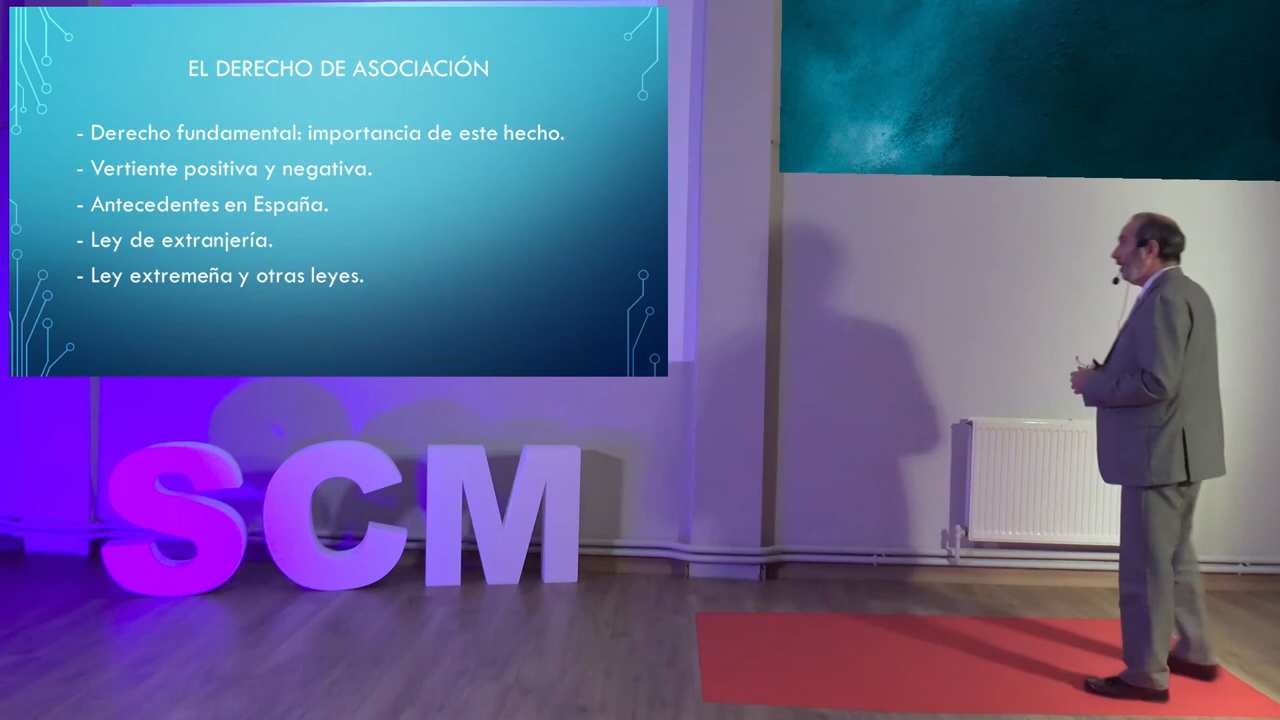 EL DERECHO DE ASOCIACIÓN
- Derecho fundamental: importancia de este hecho.
- Vertiente positiva y negativa.
- Antecedentes en España.
- Ley de extranjería.
- Ley extremeña y otras leyes.
SCM